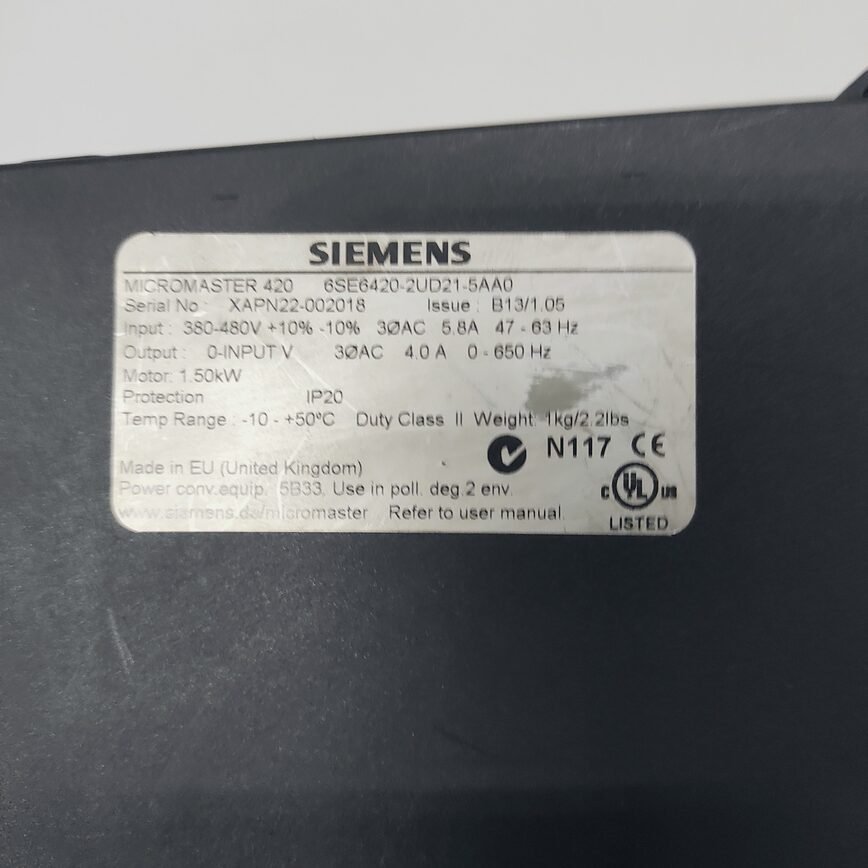 SIEMENS
MICROMASTER 420 6SE6420-2UD21-5AA0
Serial No : XAPN22-002018 Issue : B13/1.05
Input : 380-480V +10% -10% 3ØAC 5.8A 47 - 63 Hz
Output : 0-INPUT V 3ØAC 4.0 A 0 - 650 Hz
Motor: 1.50kW
Protection IP20
Temp Range : -10 - +50°C Duty Class II Weight: 1kg/2.2lbs
N117 CE
Made in EU (United Kingdom)
Power conv.equip. 5B33, Use in poll. deg.2 env.
C UL US
www.siemens.de/micromaster Refer to user manual
LISTED